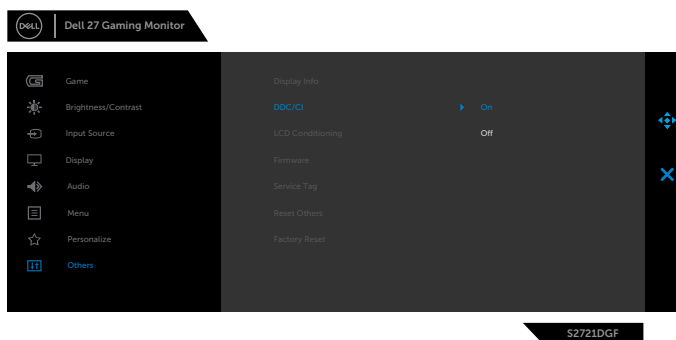 DELL
Dell 27 Gaming Monitor
Game
Display Info
Brightness/Contrast
DDC/CI
On
Input Source
LCD Conditioning
Off
Display
Firmware
Audio
Service Tag
Menu
Reset Others
Personalize
Factory Reset
Others
S2721DGF